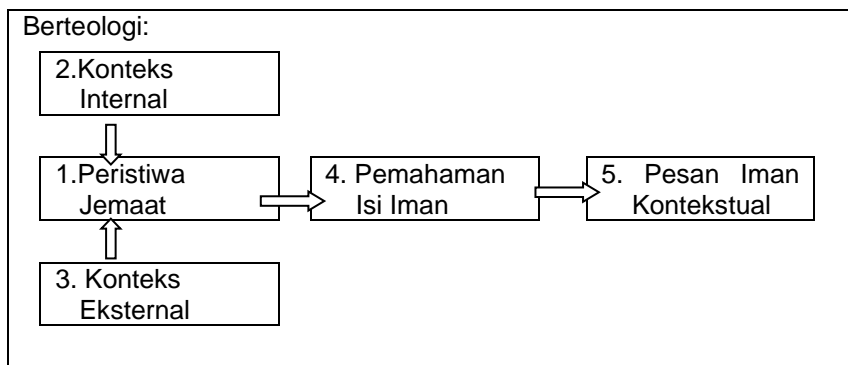 Berteologi:
2.Konteks
Internal
1.Peristiwa
Jemaat
4. Pemahaman
Isi Iman
5. Pesan Iman
Kontekstual
3. Konteks
Eksternal